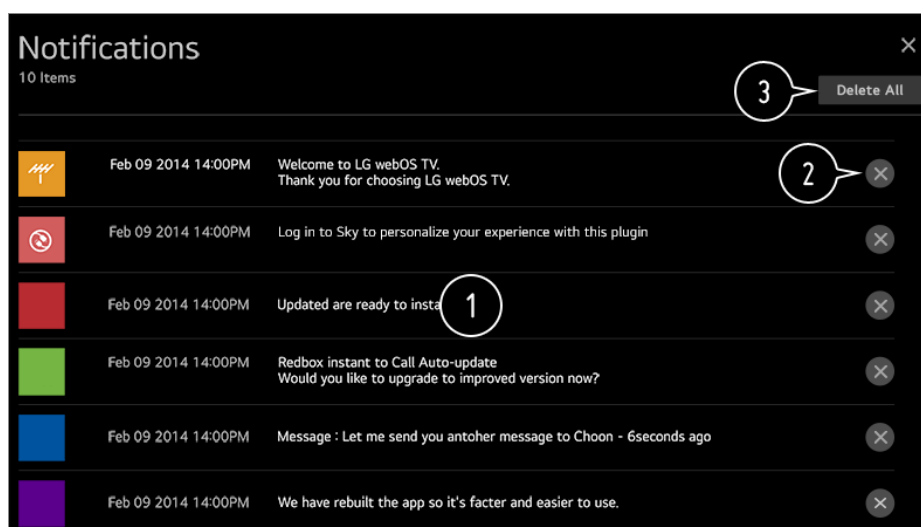 Notifications
10 Items
3
Delete All
Feb 09 2014 14:00PM
Welcome to LG webOS TV.
Thank you for choosing LG webOS TV.
2
Feb 09 2014 14:00PM
Log in to Sky to personalize your experience with this plugin
Feb 09 2014 14:00PM
Updated are ready to insta
1
Feb 09 2014 14:00PM
Redbox instant to Call Auto-update
Would you like to upgrade to improved version now?
Feb 09 2014 14:00PM
Message : Let me send you antoher message to Choon - 6seconds ago
Feb 09 2014 14:00PM
We have rebuilt the app so it's facter and easier to use.